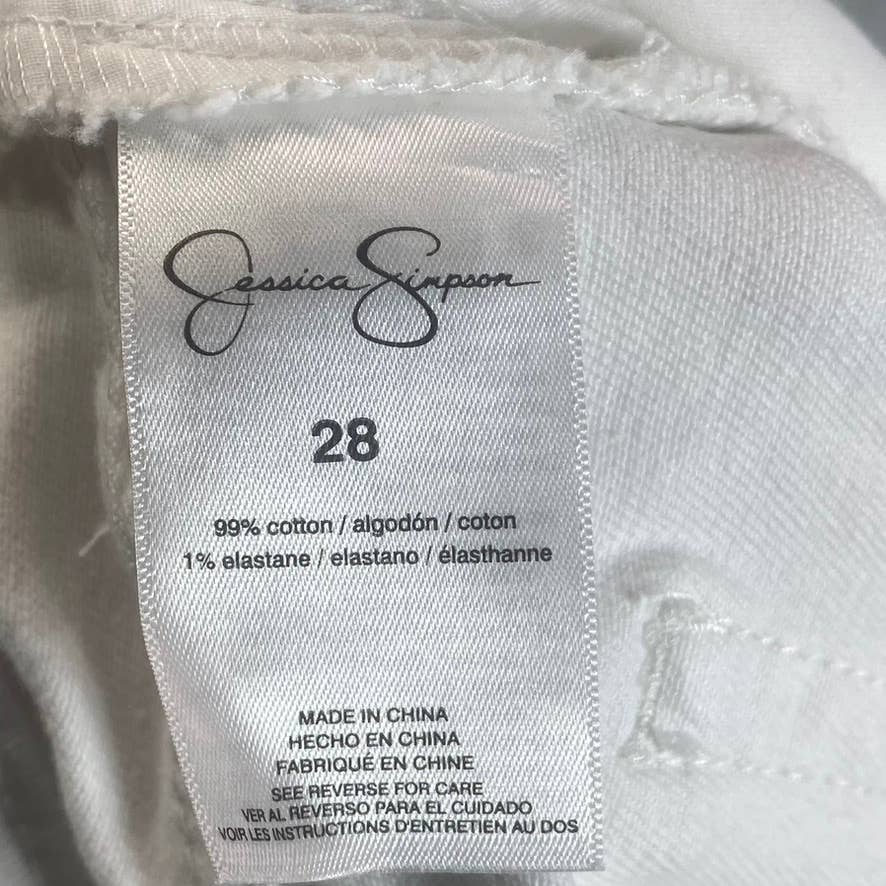 Jessica Simpson
28
99% cotton / algodón / coton
1% elastane / elastano / élasthanne
MADE IN CHINA
HECHO EN CHINA
FABRIQUÉ EN CHINE
SEE REVERSE FOR CARE
VER AL REVERSO PARA EL CUIDADO
VOIR LES INSTRUCTIONS D'ENTRETIEN AU DOS